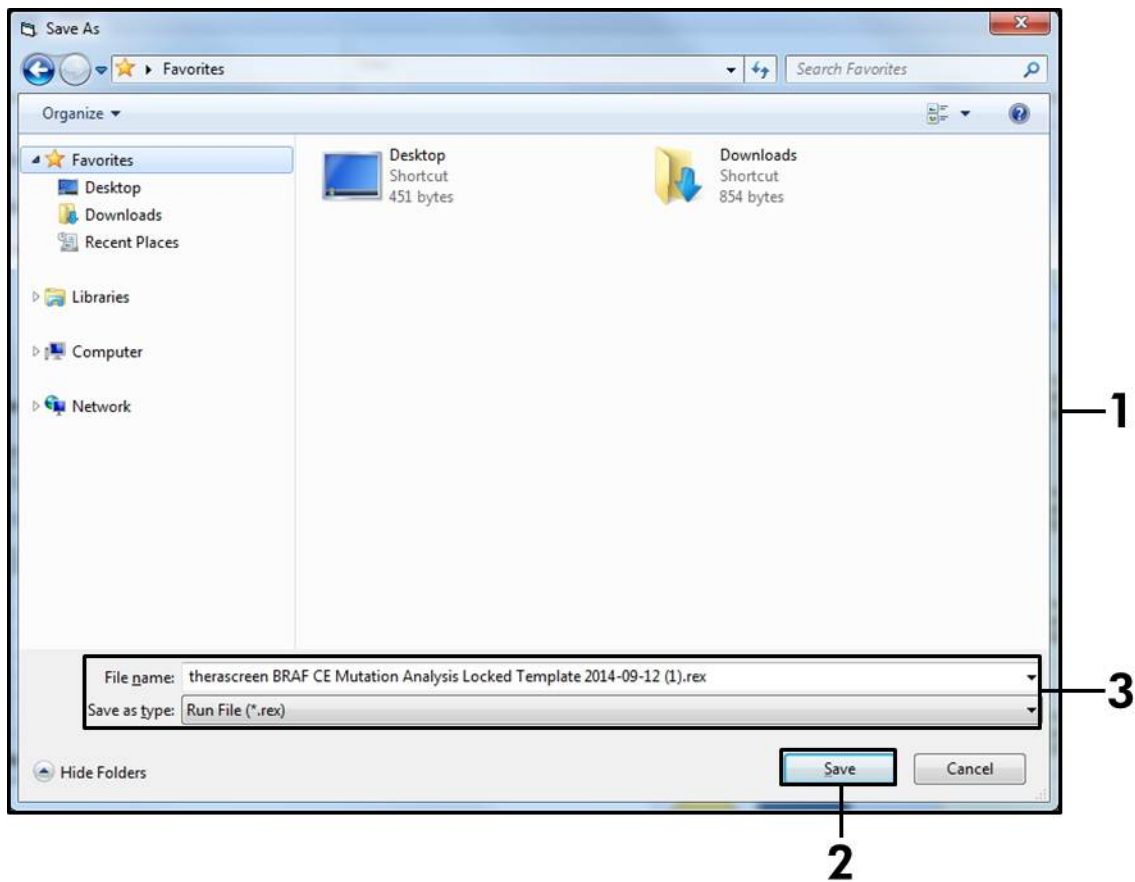 Save As
Favorites
Search Favorites
Organize
Favorites
Desktop
Downloads
Recent Places
Libraries
Computer
Network
Desktop
Shortcut
451 bytes
Downloads
Shortcut
854 bytes
1
File name: therascreen BRAF CE Mutation Analysis Locked Template 2014-09-12 (1).rex
Save as type: Run File (*.rex)
3
Hide Folders
Save
Cancel
2